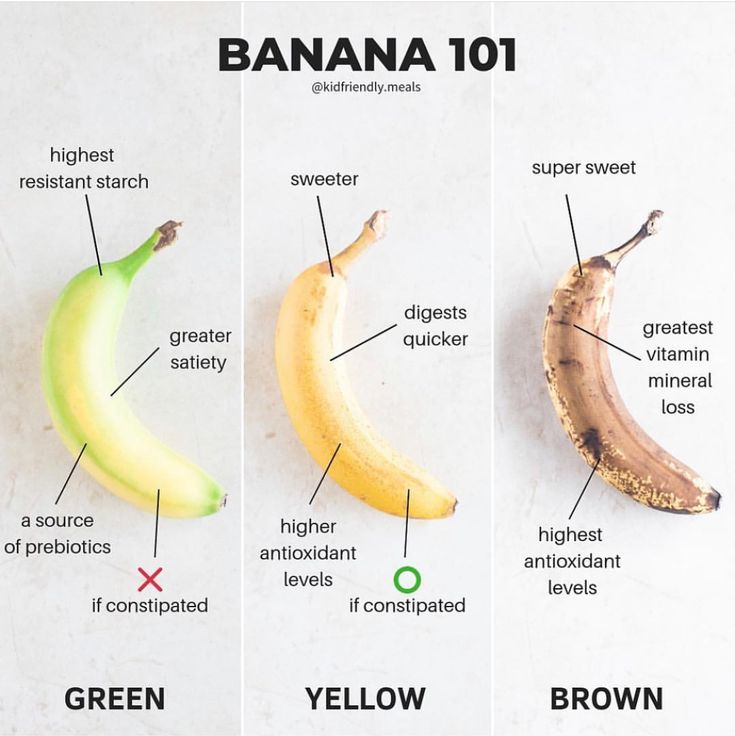 BANANA 101
@kidfriendly.meals
highest
resistant starch
greater
satiety
a source
of prebiotics
if constipated
GREEN
sweeter
digests
quicker
higher
antioxidant
levels
if constipated
YELLOW
super sweet
greatest
vitamin
mineral
loss
highest
antioxidant
levels
BROWN